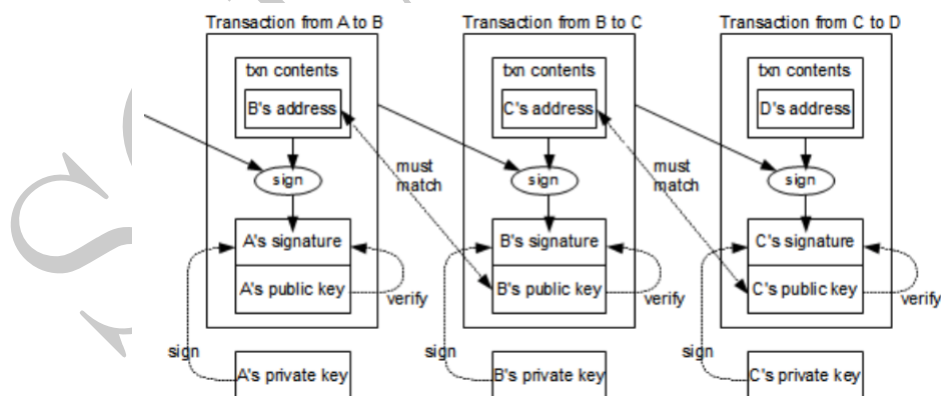 Transaction from A to B
txn contents
B's address
sign
A's signature
A's public key
verify
sign
A's private key
must
match
Transaction from B to C
txn contents
C's address
sign
B's signature
B's public key
verify
sign
B's private key
must
match
Transaction from C to D
txn contents
D's address
sign
C's signature
C's public key
verify
sign
C's private key